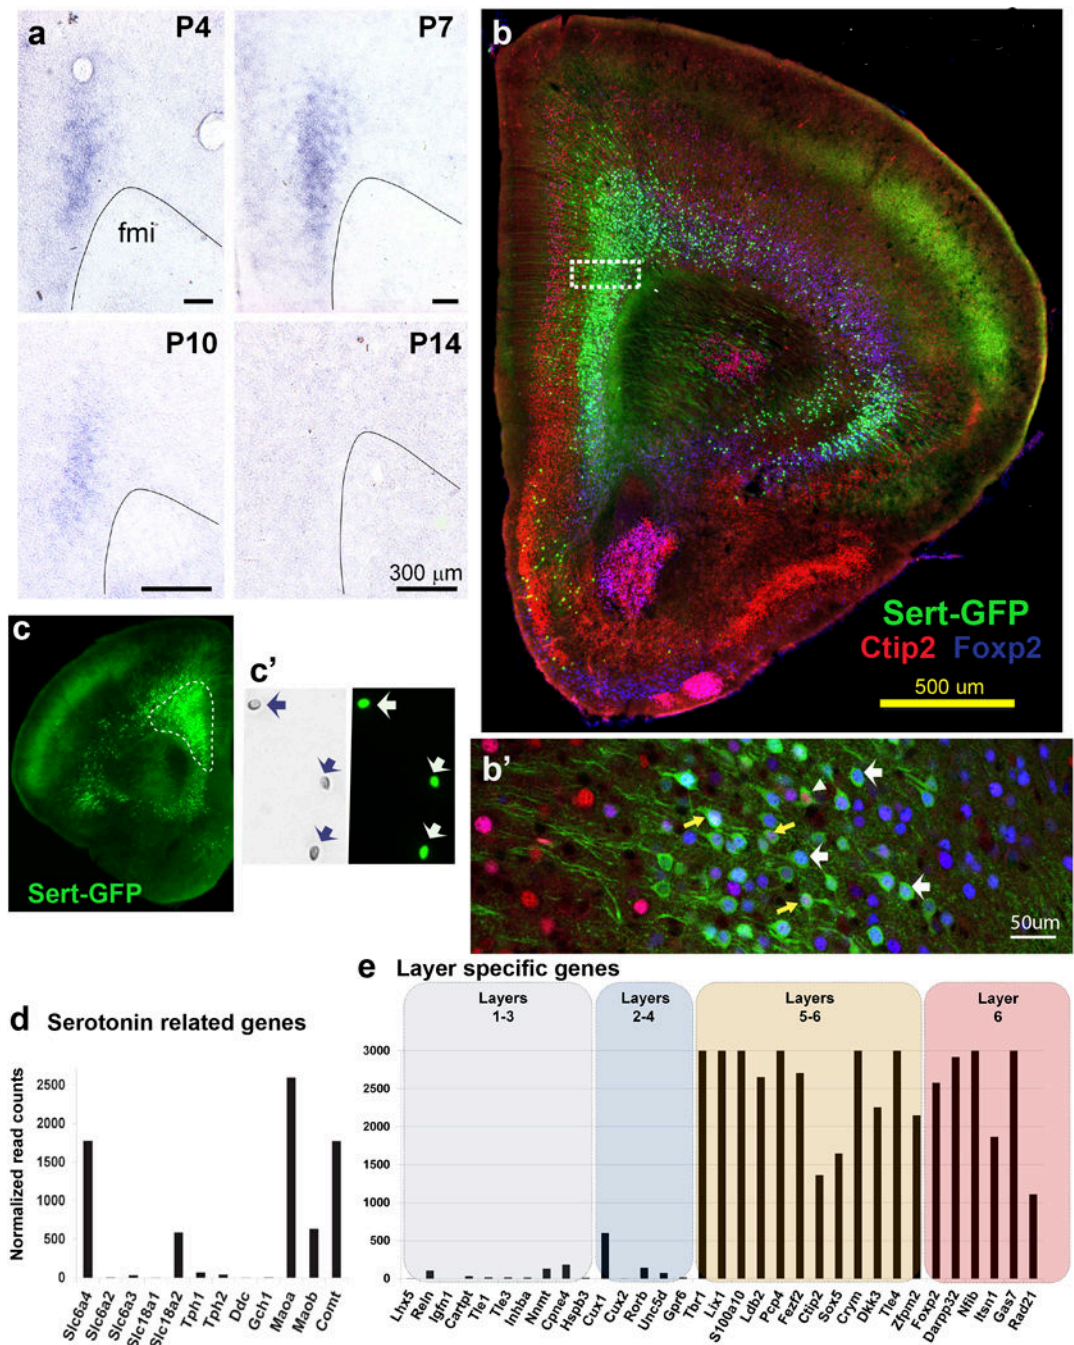 a
P4
P7
fmi
P10
P14
300 µm
b
Sert-GFP
Ctip2 Foxp2
500 um
c
Sert-GFP
c'
b'
50um
d Serotonin related genes
Normalized read counts
2500
2000
1500
1000
500
0
Slc6a4
Slc6a2
Slc6a3
Slc18a1
Slc18a2
Tph1
Tph2
Ddc
Gch1
Maoa
Maob
Comt
e Layer specific genes
Layers
1-3
Layers
2-4
Layers
5-6
Layer
6
3000
2500
2000
1500
1000
500
0
Lhx5
Reln
Igfn1
Cartpt
Tle1
Tle3
Inhba
Nnmt
Cpne4
Hspb3
Cux1
Cux2
Rorb
Unc5d
Gpr6
Tbr1
Lix1
S100a10
Ldb2
Pcp4
Fezf2
Ctip2
Sox5
Crym
Dkk3
Tle4
Zfpm2
Foxp2
Darpp32
Nfib
Itsn1
Gas7
Rad21